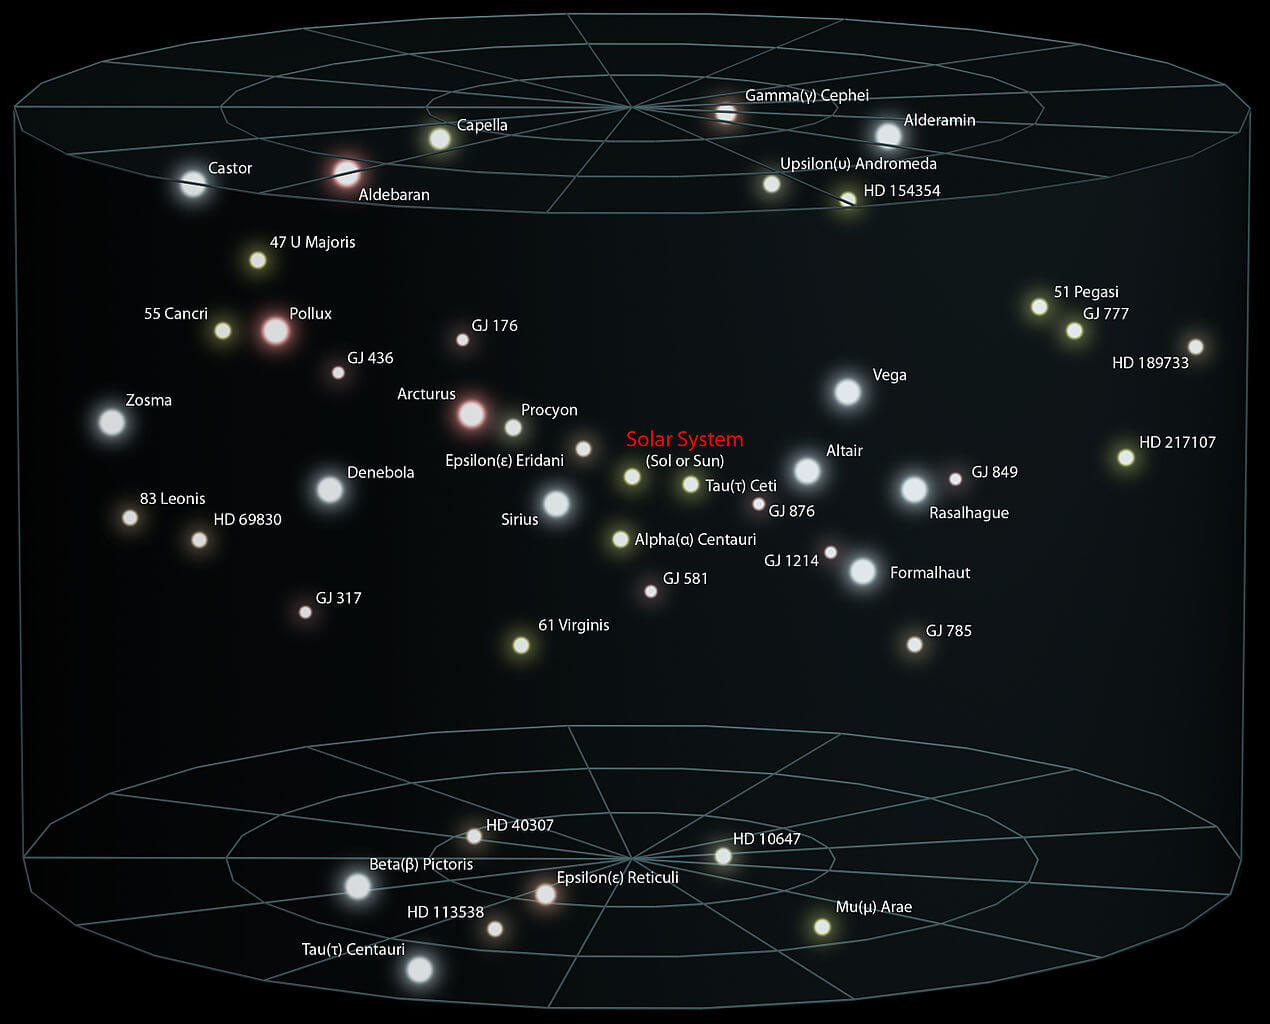 Gamma(γ) Cephei
Alderamin
Capella
Castor
Aldebaran
Upsilon(υ) Andromeda
HD 154354
47 U Majoris
51 Pegasi
55 Cancri
Pollux
GJ 777
GJ 176
GJ 436
HD 189733
Vega
Arcturus
Zosma
Procyon
Solar System
(Sol or Sun)
HD 217107
Altair
Epsilon(ε) Eridani
Denebola
GJ 849
Tau(τ) Ceti
83 Leonis
GJ 876
Rasalhague
HD 69830
Sirius
Alpha(α) Centauri
GJ 1214
Formalhaut
GJ 581
GJ 317
61 Virginis
GJ 785
HD 40307
HD 10647
Beta(β) Pictoris
Epsilon(ε) Reticuli
HD 113538
Mu(μ) Arae
Tau(τ) Centauri